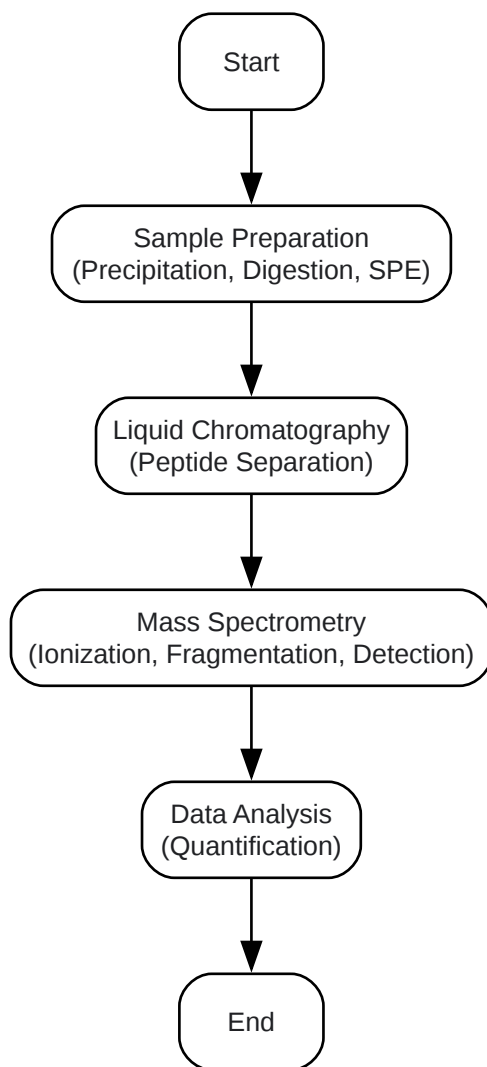 Start
Sample Preparation
(Precipitation, Digestion, SPE)
Liquid Chromatography
(Peptide Separation)
Mass Spectrometry
(Ionization, Fragmentation, Detection)
Data Analysis
(Quantification)
End